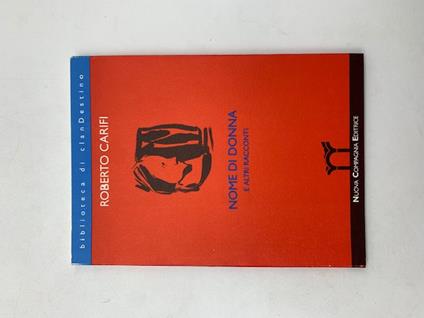 biblioteca di clanDestino
ROBERTO CARIFI
NOME DI DONNA
E ALTRI RACCONTI
NUOVA COMPAGNIA EDITRICE